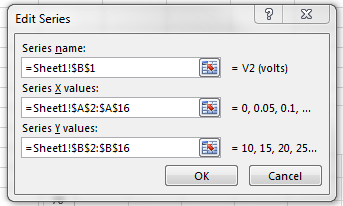 Edit Series
Series name:
=Sheet1!$B$1 = V2 (volts)
Series X values:
=Sheet1!$A$2:$A$16 = 0, 0.05, 0.1, ...
Series Y values:
=Sheet1!$B$2:$B$16 = 10, 15, 20, 25...
OK Cancel